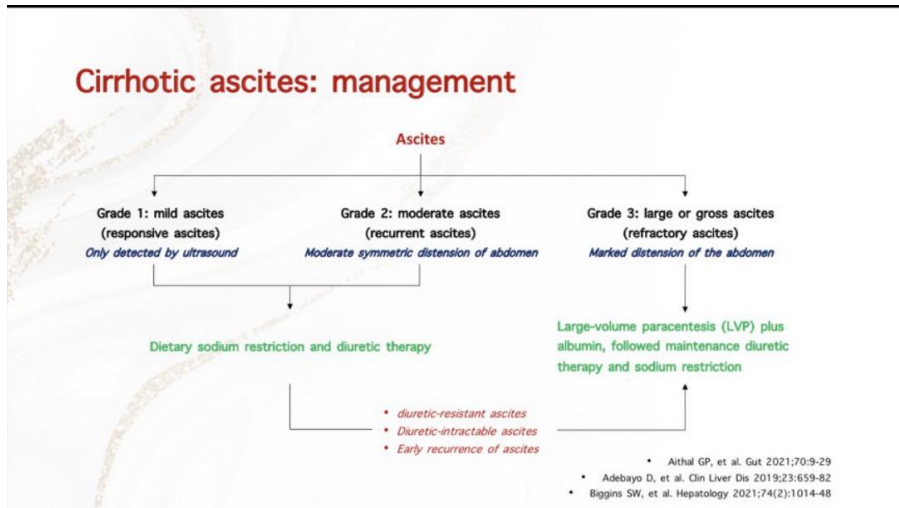 Cirrhotic ascites: management
Ascites
Grade 1: mild ascites
(responsive ascites)
Only detected by ultrasound
Grade 2: moderate ascites
(recurrent ascites)
Moderate symmetric distension of abdomen
Grade 3: large or gross ascites
(refractory ascites)
Marked distension of the abdomen
Dietary sodium restriction and diuretic therapy
Large-volume paracentesis (LVP) plus
albumin, followed maintenance diuretic
therapy and sodium restriction
• diuretic-resistant ascites
• Diuretic-intractable ascites
• Early recurrence of ascites
• Aithal GP, et al. Gut 2021;70:9-29
• Adebayo D, et al. Clin Liver Dis 2019;23:659-82
• Biggins SW, et al. Hepatology 2021;74(2):1014-48